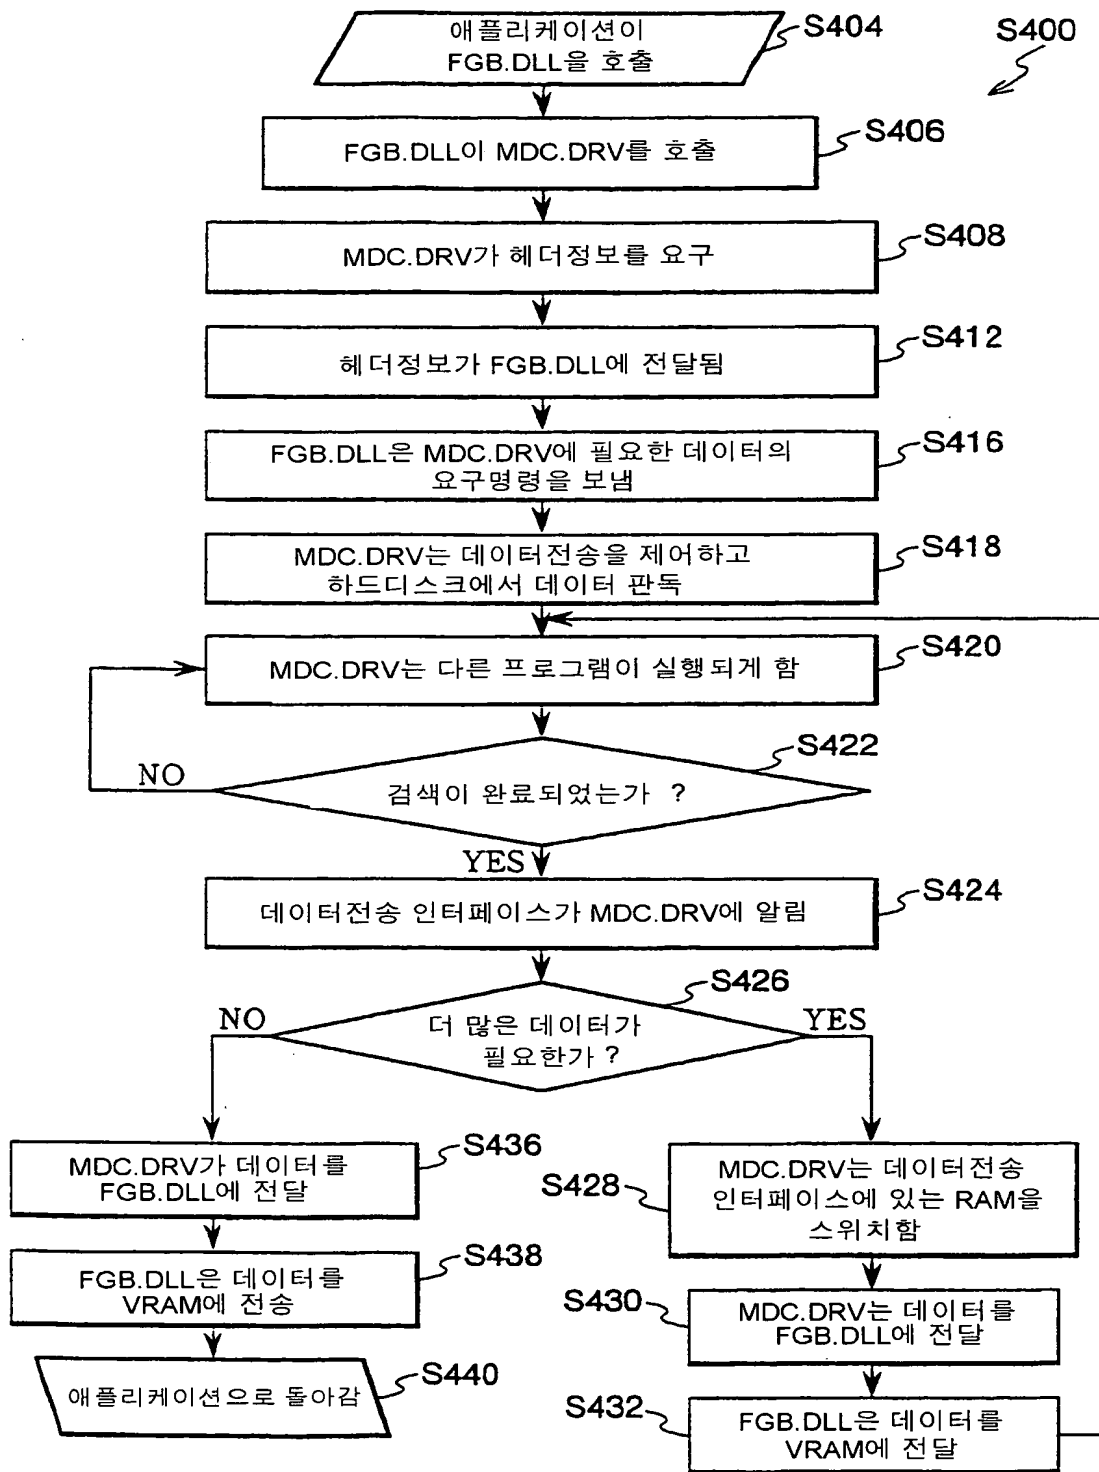 애플리케이션이
FGB.DLL을 호출
S404
S400
FGB.DLL이 MDC.DRV를 호출
S406
MDC.DRV가 헤더정보를 요구
S408
헤더정보가 FGB.DLL에 전달됨
S412
FGB.DLL은 MDC.DRV에 필요한 데이터의
요구명령을 보냄
S416
MDC.DRV는 데이터전송을 제어하고
하드디스크에서 데이터 판독
S418
MDC.DRV는 다른 프로그램이 실행되게 함
S420
S422
NO
검색이 완료되었는가 ?
YES
데이터전송 인터페이스가 MDC.DRV에 알림
S424
S426
NO
더 많은 데이터가
필요한가 ?
YES
MDC.DRV가 데이터를
FGB.DLL에 전달
S436
FGB.DLL은 데이터를
VRAM에 전송
S438
애플리케이션으로 돌아감
S440
S428
MDC.DRV는 데이터전송
인터페이스에 있는 RAM을
스위치함
S430
MDC.DRV는 데이터를
FGB.DLL에 전달
S432
FGB.DLL은 데이터를
VRAM에 전달